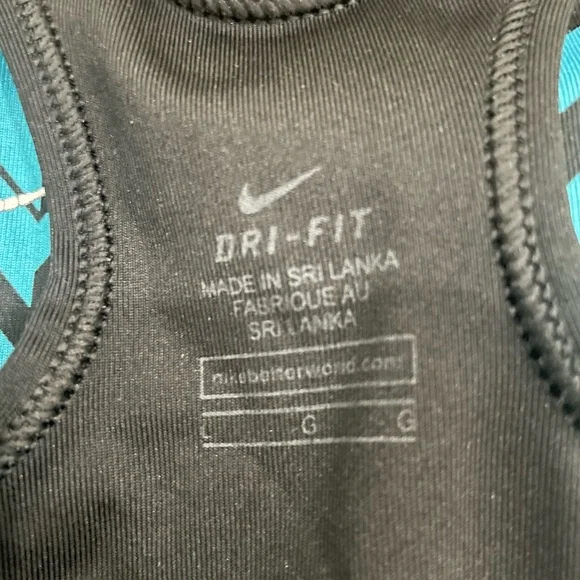 DRI-FIT
MADE IN SRI LANKA
FABRIQUE AU
SRI LANKA
nikebetterworld.com
L G G